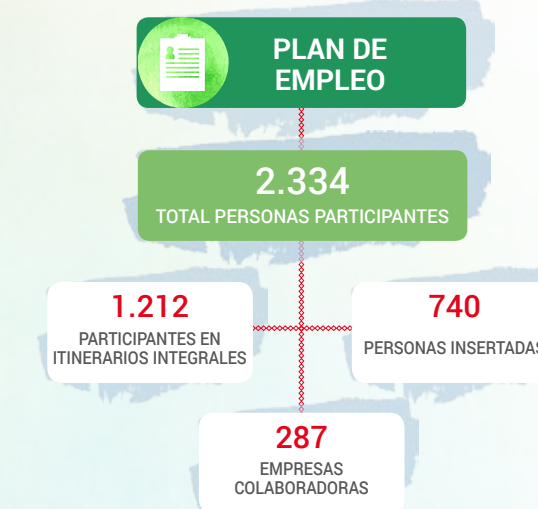 PLAN DE
EMPLEO
2.334
TOTAL PERSONAS PARTICIPANTES
1.212
PARTICIPANTES EN
ITINERARIOS INTEGRALES
740
PERSONAS INSERTADAS
287
EMPRESAS
COLABORADORAS